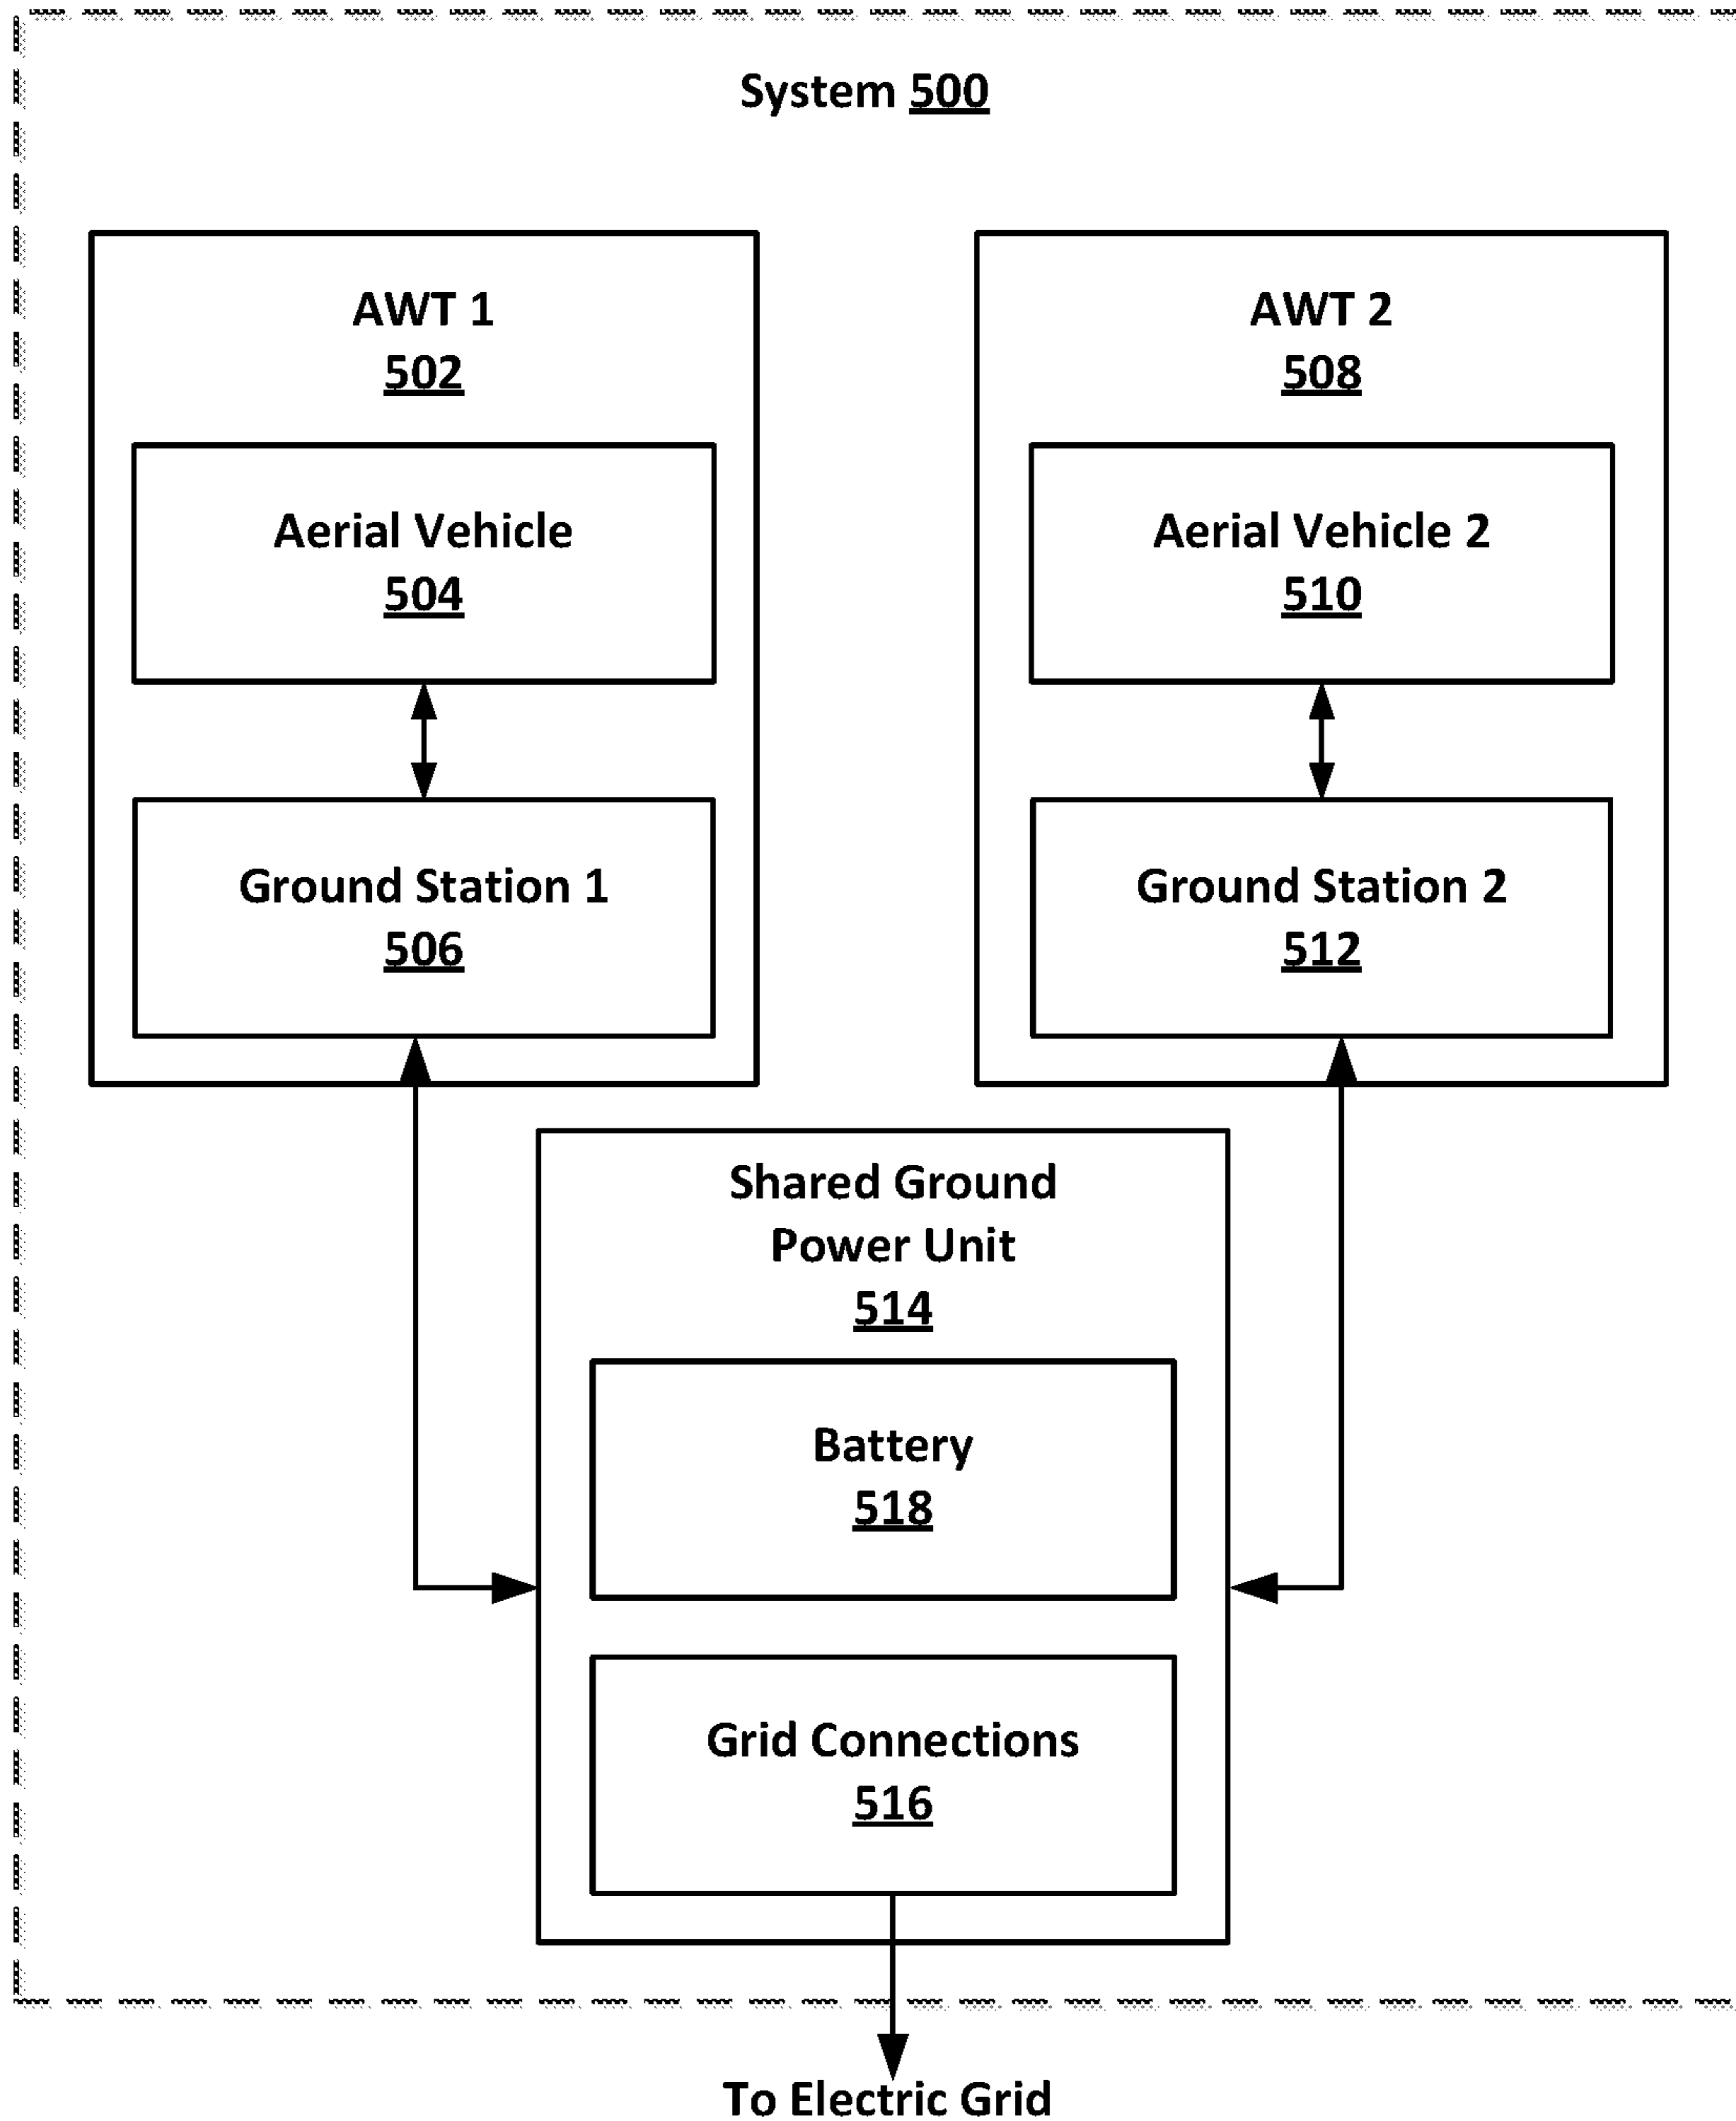 System 500
AWT 1
502
Aerial Vehicle
504
Ground Station 1
506
AWT 2
508
Aerial Vehicle 2
510
Ground Station 2
512
Shared Ground
Power Unit
514
Battery
518
Grid Connections
516
To Electric Grid